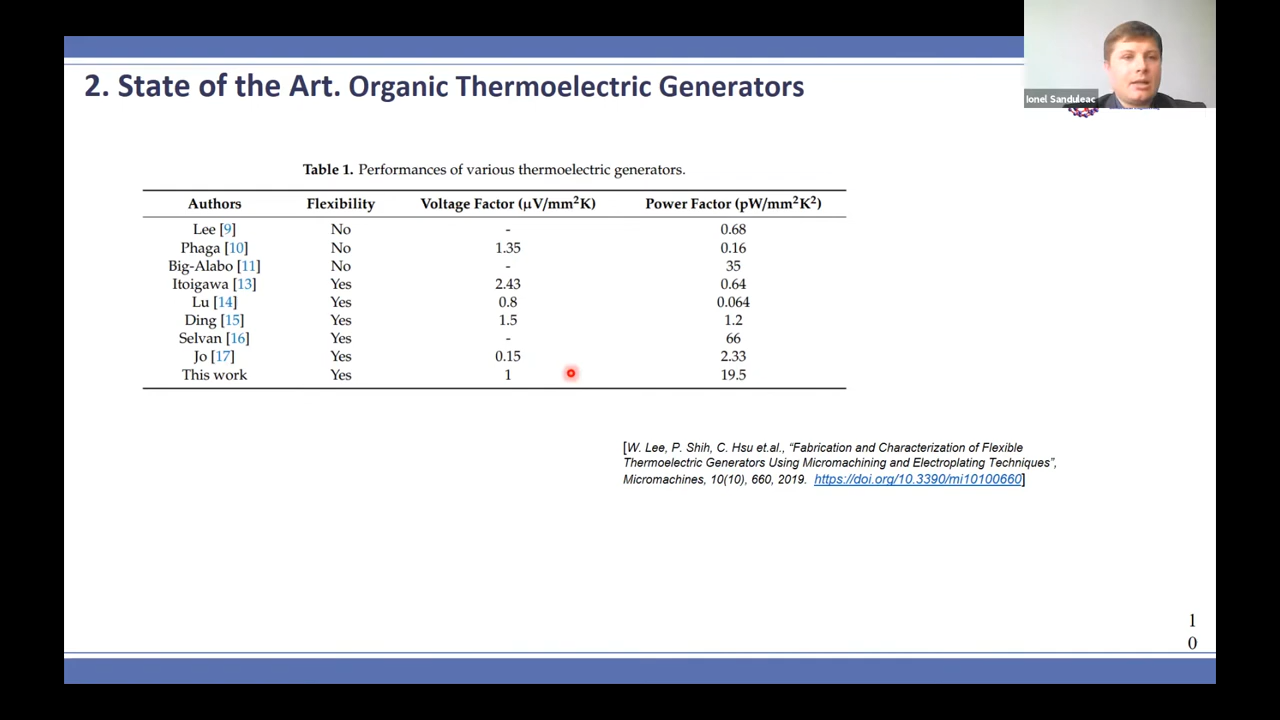 2. State of the Art. Organic Thermoelectric Generators
Ionel Sanduleac
Table 1. Performances of various thermoelectric generators.
Authors Flexibility Voltage Factor (μV/mm²K) Power Factor (pW/mm²K²)
Lee [9] No - 0.68
Phaga [10] No 1.35 0.16
Big-Alabo [11] No - 35
Itoigawa [13] Yes 2.43 0.64
Lu [14] Yes 0.8 0.064
Ding [15] Yes 1.5 1.2
Selvan [16] Yes - 66
Jo [17] Yes 0.15 2.33
This work Yes 1 19.5
[W. Lee, P. Shih, C. Hsu et.al., “Fabrication and Characterization of Flexible
Thermoelectric Generators Using Micromachining and Electroplating Techniques”,
Micromachines, 10(10), 660, 2019. https://doi.org/10.3390/mi10100660]
1
0